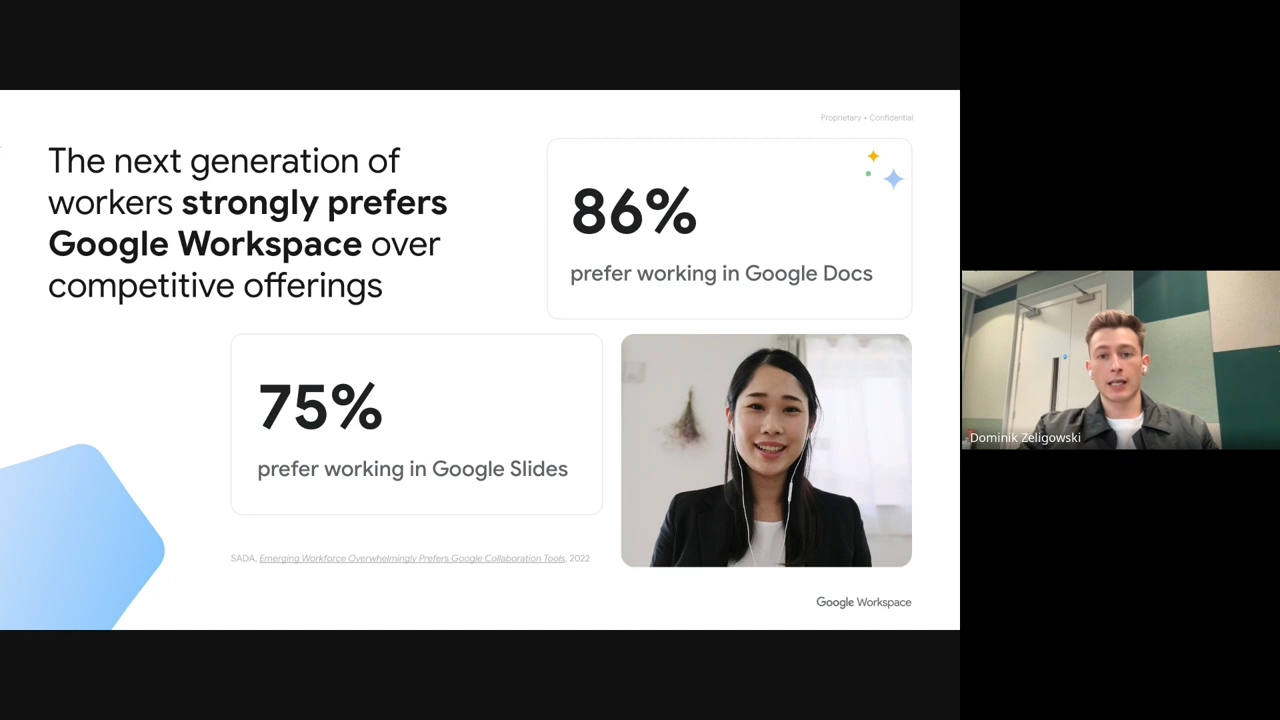 Proprietary + Confidential
The next generation of
workers strongly prefers
Google Workspace over
competitive offerings
86%
prefer working in Google Docs
75%
prefer working in Google Slides
SADA, Emerging Workforce Overwhelmingly Prefers Google Collaboration Tools, 2022
Google Workspace
Dominik Zeligowski